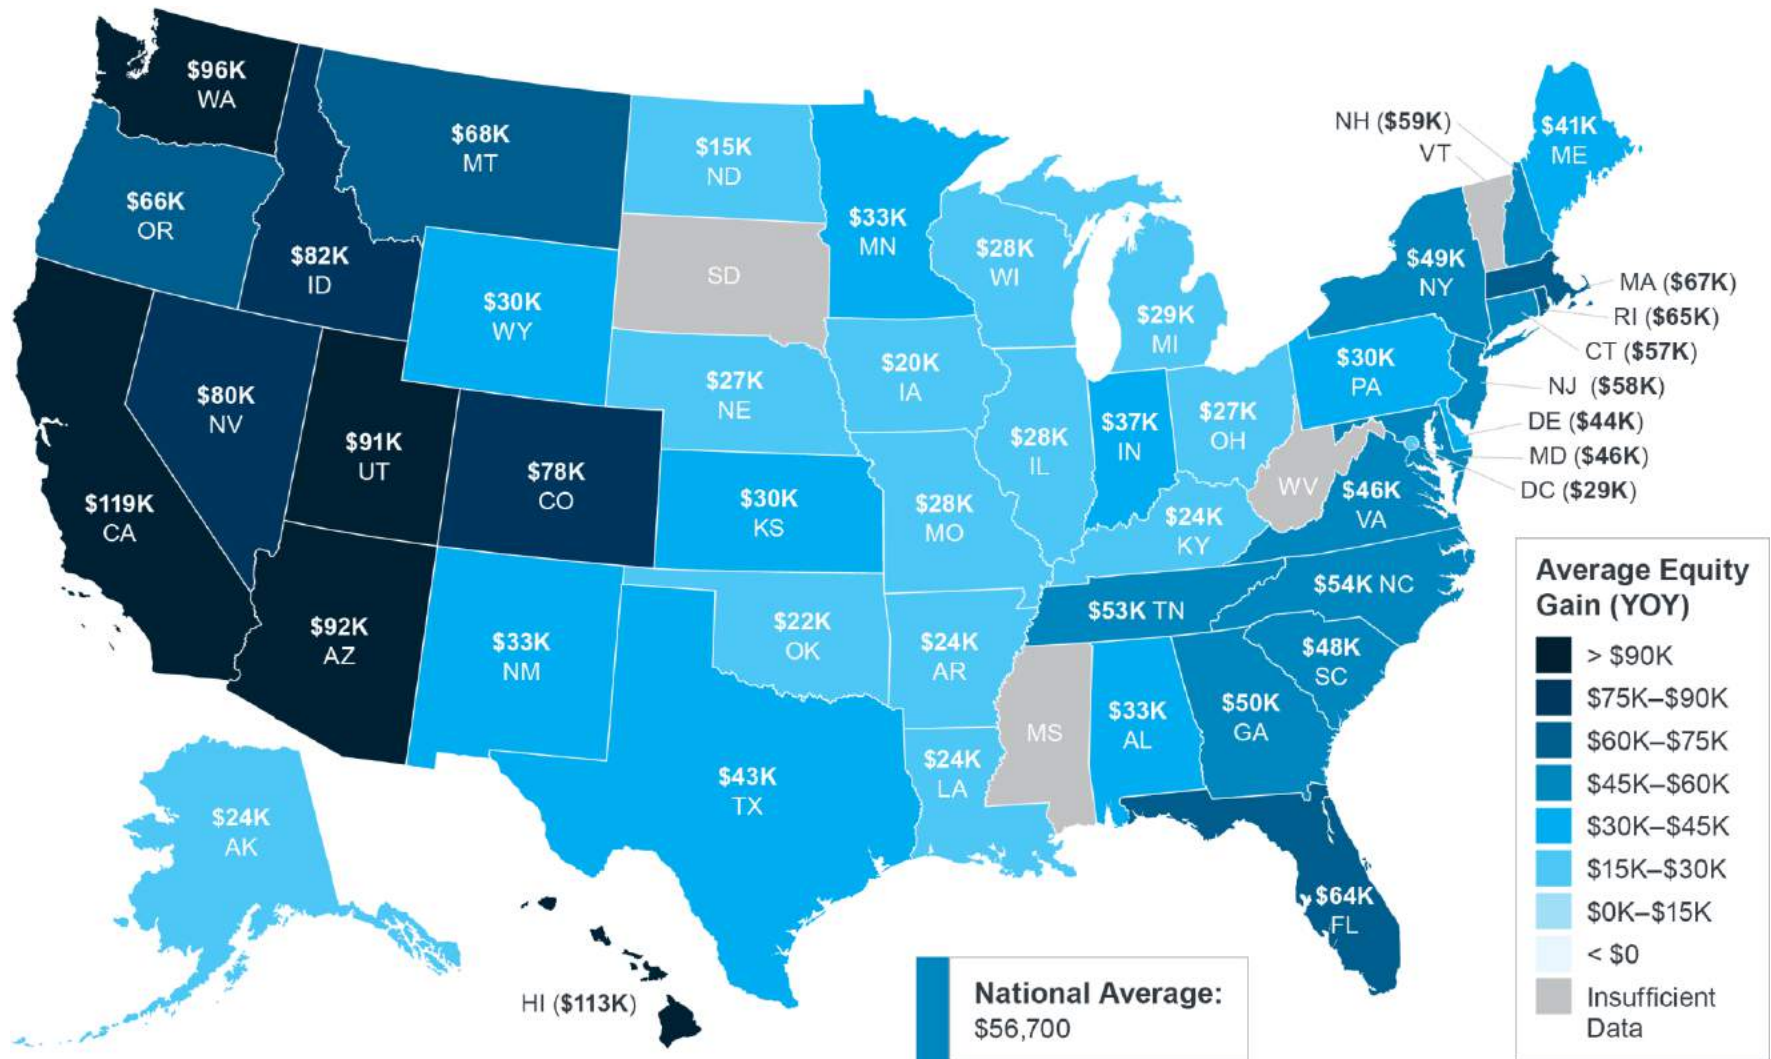 $96K
WA
$68K
MT
$15K
ND
$33K
MN
NH ($59K)
VT
$41K
ME
$66K
OR
$82K
ID
SD
$28K
WI
$49K
NY
MA ($67K)
$30K
WY
$29K
MI
RI ($65K)
CT ($57K)
$80K
NV
$27K
NE
$20K
IA
$30K
PA
NJ ($58K)
$91K
UT
$28K
IL
$37K
IN
$27K
OH
DE ($44K)
MD ($46K)
DC ($29K)
$119K
CA
$78K
CO
$30K
KS
$28K
MO
$24K
KY
WV
$46K
VA
$92K
AZ
$33K
NM
$22K
OK
$24K
AR
$53K TN
$54K NC
$48K
SC
MS
$33K
AL
$50K
GA
$24K
LA
$43K
TX
$24K
AK
$64K
FL
HI ($113K)
National Average:
$56,700
Average Equity
Gain (YOY)
> $90K
$75K–$90K
$60K–$75K
$45K–$60K
$30K–$45K
$15K–$30K
$0K–$15K
< $0
Insufficient
Data